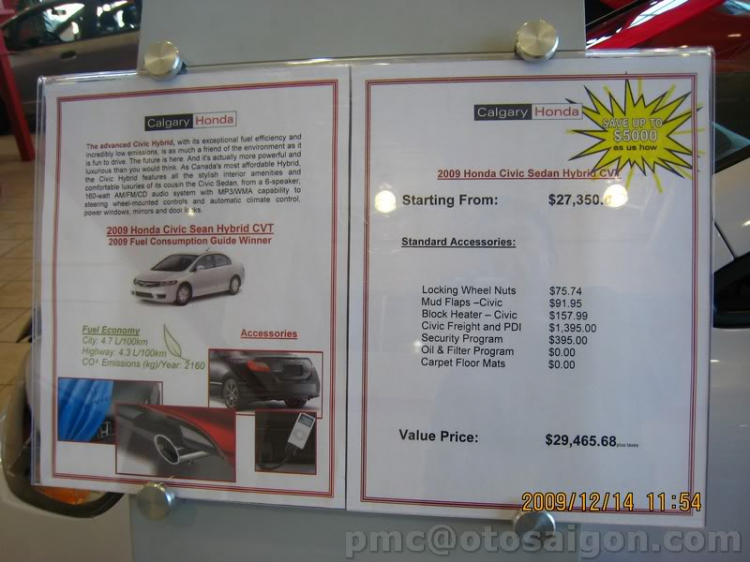 Calgary Honda
The advanced Civic Hybrid, with its exceptional fuel efficiency and
incredibly low emissions, is as much a friend of the environment as it
is fun to drive. The future is here. And it's actually more powerful and
luxurious than you would think. As Canada's most affordable Hybrid,
the Civic Hybrid features all the stylish interior amenities and
comfortable luxuries of its cousin the Civic Sedan, from a 6-speaker,
160-watt AM/FM/CD audio system with MP3/WMA capability to
steering wheel-mounted controls and automatic climate control,
power windows, mirrors and door
2009 Honda Civic Sean Hybrid CVT
2009 Fuel Consumption Guide Winner
Fuel Economy
City: 4.7 L/100km
Highway: 4.3 L/100km
CO² Emissions (kg)/Year: 2160
Accessories
Calgary Honda
SAVE UP TO
$5000
as us how
2009 Honda Civic Sedan Hybrid CVT
Starting From: $27,350.
Standard Accessories:
Locking Wheel Nuts $75.74
Mud Flaps –Civic $91.95
Block Heater – Civic $157.99
Civic Freight and PDI $1,395.00
Security Program $395.00
Oil & Filter Program $0.00
Carpet Floor Mats $0.00
Value Price: $29,465.68 plus taxes
2009/12/14 11:54
pmc@otosaigon.com